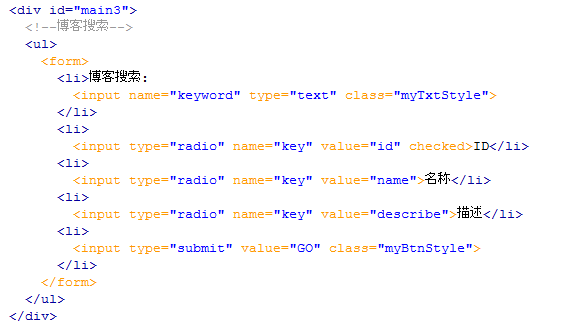 <div id="main3">
  <!--博客搜索-->
  <ul>
    <form>
      <li>博客搜索:
        <input name="keyword" type="text" class="myTxtStyle">
      </li>
      <li>
        <input type="radio" name="key" value="id" checked>ID</li>
      <li>
        <input type="radio" name="key" value="name">名称</li>
      <li>
        <input type="radio" name="key" value="describe">描述</li>
      <li>
        <input type="submit" value="GO" class="myBtnStyle">
      </li>
    </form>
  </ul>
</div>